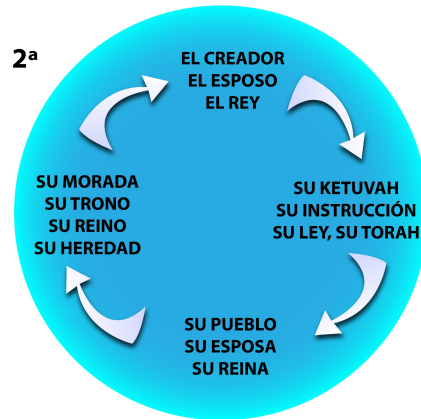 2ª
EL CREADOR
EL ESPOSO
EL REY
SU KETUVAH
SU INSTRUCCIÓN
SU LEY, SU TORAH
SU PUEBLO
SU ESPOSA
SU REINA
SU MORADA
SU TRONO
SU REINO
SU HEREDAD